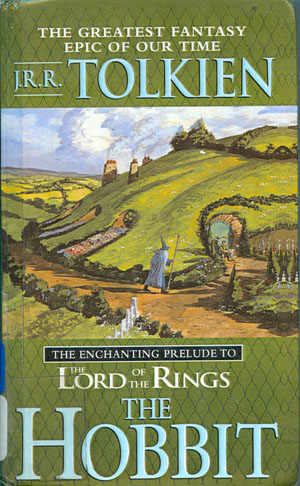 THE GREATEST FANTASY
EPIC OF OUR TIME
J.R.R. TOLKIEN
THE ENCHANTING PRELUDE TO
THE LORD OF THE RINGS
THE
HOBBIT